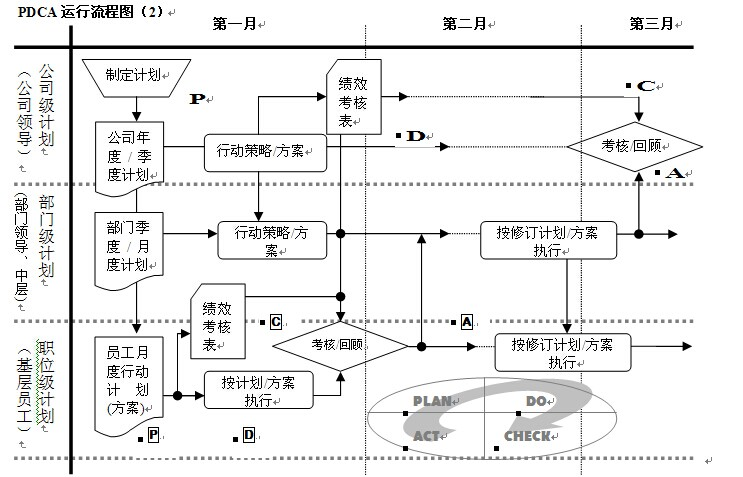 PDCA 运行流程图（2）
第一月
第二月
第三月
公司级计划
（公司领导）
制定计划
P
绩效
考核
表
C
公司年
度 / 季
度计划
行动策略/方案
D
考核/回顾
A
部门级计划
(部门领导、中层)
部门季
度 / 月
度计划
行动策略/方
案
按修订计划/方案
执行
职位级计划
（基层员工）
绩效
考核
表
C
A
员工月
度行动
计 划
(方案)
考核/回顾
按修订计划/方案
执行
按计划/方案
执行
P
D
PLAN
DO
ACT
CHECK